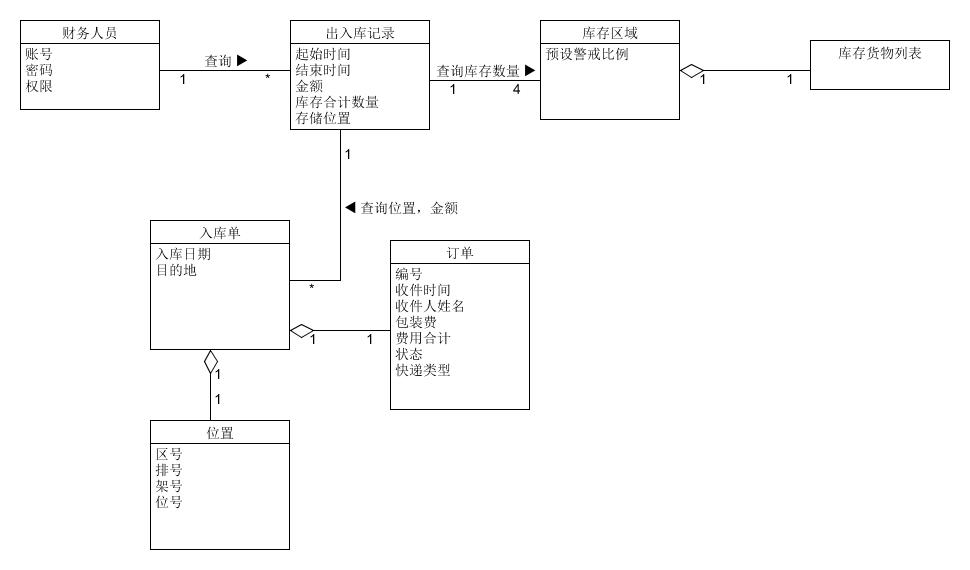 财务人员
账号
密码
权限
查询 ▶
1
*
出入库记录
起始时间
结束时间
金额
库存合计数量
存储位置
查询库存数量 ▶
1
4
库存区域
预设警戒比例
1
1
库存货物列表
1
◀ 查询位置，金额
*
入库单
入库日期
目的地
1
1
订单
编号
收件时间
收件人姓名
包装费
费用合计
状态
快递类型
1
1
位置
区号
排号
架号
位号